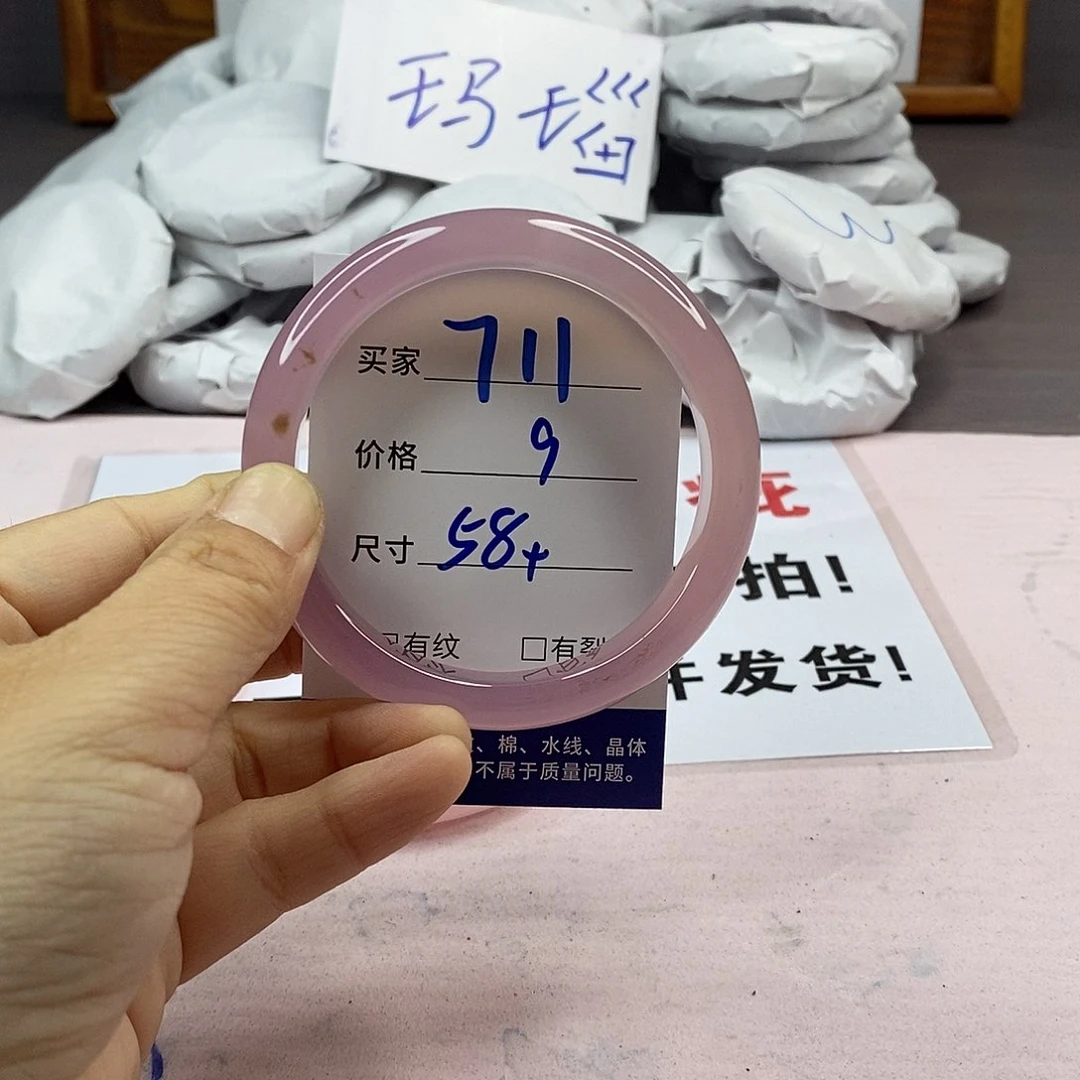 玛瑙
W
买家 711
价格 9
尺寸 58+
有纹 □有裂
、棉、水线、晶体
不属于质量问题。
拍!
发货!